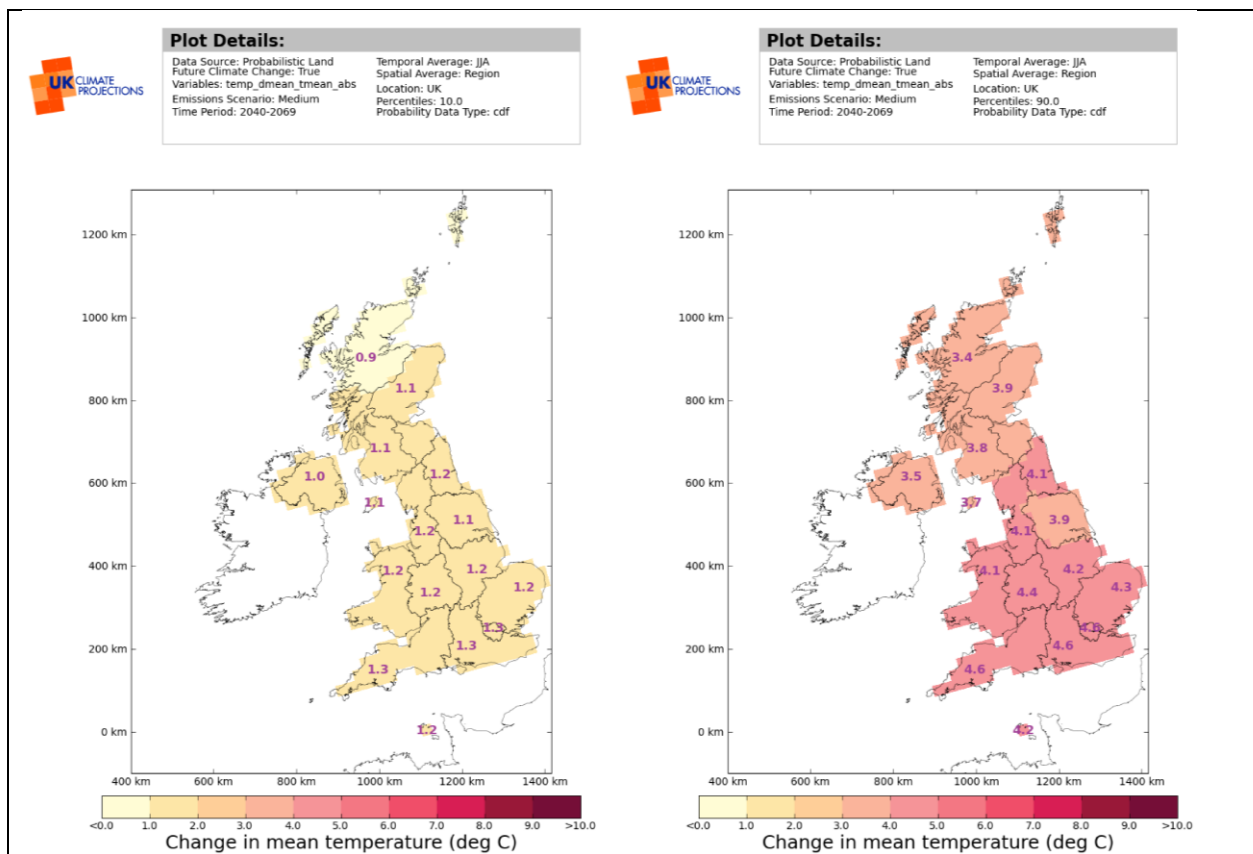 Plot Details:
Data Source: Probabilistic Land
Future Climate Change: True
Variables: temp_dmean_tmean_abs
Emissions Scenario: Medium
Time Period: 2040-2069
Temporal Average: JJA
Spatial Average: Region
Location: UK
Percentiles: 10.0
Probability Data Type: cdf
UK CLIMATE
PROJECTIONS
1200 km
1000 km
800 km
600 km
400 km
200 km
0 km
0.9
1.1
1.1
1.0
1.2
1.1
1.1
1.2
1.2
1.2
1.2
1.2
1.3
1.3
1.3
1.2
400 km 600 km 800 km 1000 km 1200 km 1400 km
<0.0 1.0 2.0 3.0 4.0 5.0 6.0 7.0 8.0 9.0 >10.0
Change in mean temperature (deg C)
Plot Details:
Data Source: Probabilistic Land
Future Climate Change: True
Variables: temp_dmean_tmean_abs
Emissions Scenario: Medium
Time Period: 2040-2069
Temporal Average: JJA
Spatial Average: Region
Location: UK
Percentiles: 90.0
Probability Data Type: cdf
UK CLIMATE
PROJECTIONS
1200 km
1000 km
800 km
600 km
400 km
200 km
0 km
3.4
3.9
3.8
3.5
4.1
3.7
3.9
4.1
4.1
4.2
4.4
4.3
4.6
4.6
4.2
400 km 600 km 800 km 1000 km 1200 km 1400 km
<0.0 1.0 2.0 3.0 4.0 5.0 6.0 7.0 8.0 9.0 >10.0
Change in mean temperature (deg C)